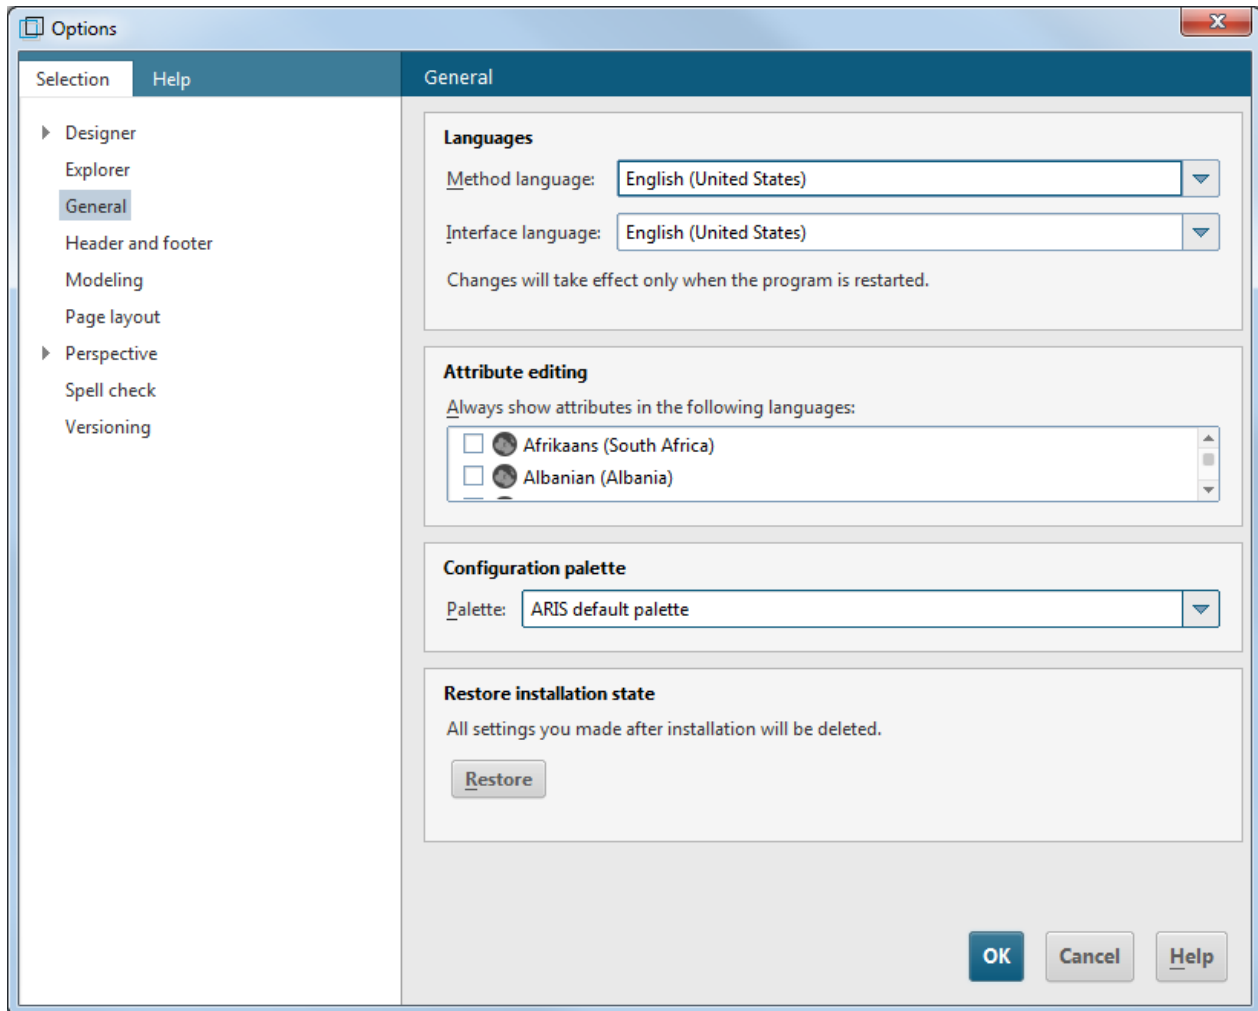 Options
Selection Help
General
Designer
Explorer
General
Header and footer
Modeling
Page layout
Perspective
Spell check
Versioning
Languages
Method language: English (United States)
Interface language: English (United States)
Changes will take effect only when the program is restarted.
Attribute editing
Always show attributes in the following languages:
Afrikaans (South Africa)
Albanian (Albania)
Configuration palette
Palette: ARIS default palette
Restore installation state
All settings you made after installation will be deleted.
Restore
OK Cancel Help